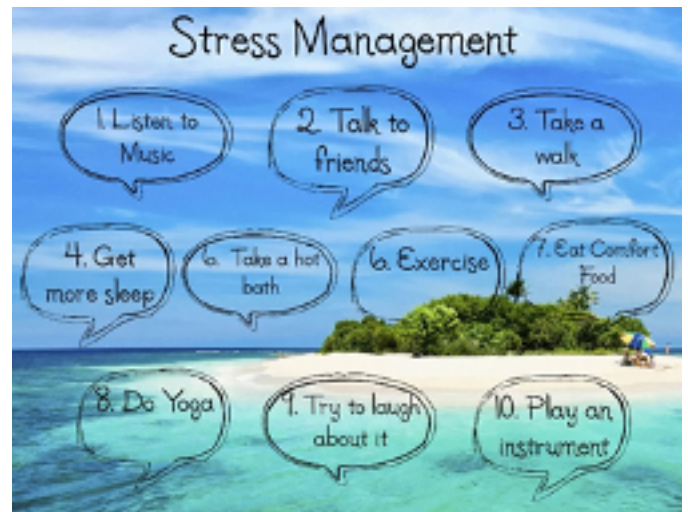 Stress Management
1. Listen to
Music
2. Talk to
friends
3. Take a
walk
4. Get
more sleep
6. Take a hot
bath
6. Exercise
7. Eat Comfort
Food
8. Do Yoga
9. Try to laugh
about it
10. Play an
instrument